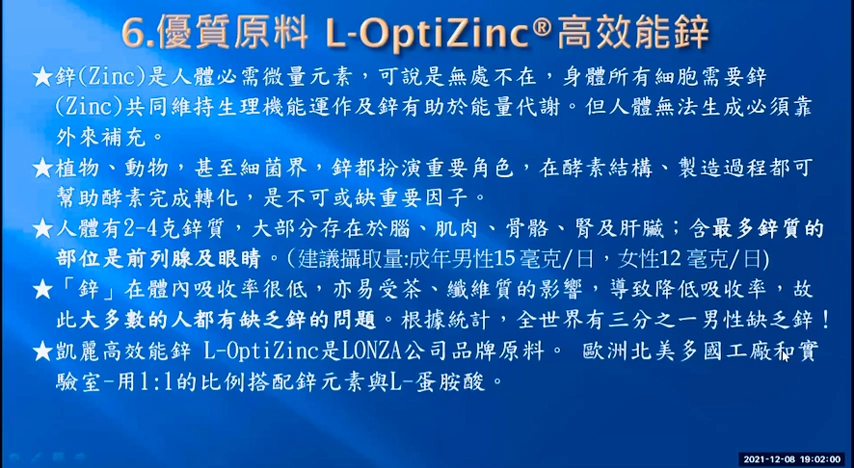 6.優質原料 L-OptiZinc®高效能鋅
★鋅(Zinc)是人體必需微量元素，可說是無處不在，身體所有細胞需要鋅
(Zinc)共同維持生理機能運作及鋅有助於能量代謝。但人體無法生成必須靠
外來補充。
★植物、動物，甚至細菌界，鋅都扮演重要角色，在酵素結構、製造過程都可
幫助酵素完成轉化，是不可或缺重要因子。
★人體有2-4克鋅質，大部分存在於腦、肌肉、骨骼、腎及肝臟；含最多鋅質的
部位是前列腺及眼睛。(建議攝取量:成年男性15 毫克/日，女性12 毫克/日)
★「鋅」在體內吸收率很低，亦易受茶、纖維質的影響，導致降低吸收率，故
此大多數的人都有缺乏鋅的問題。根據統計，全世界有三分之一男性缺乏鋅！
★凱麗高效能鋅 L-OptiZinc是LONZA公司品牌原料。 歐洲北美多國工廠和實
驗室-用1:1的比例搭配鋅元素與L-蛋胺酸。
2021-12-08 19:02:00